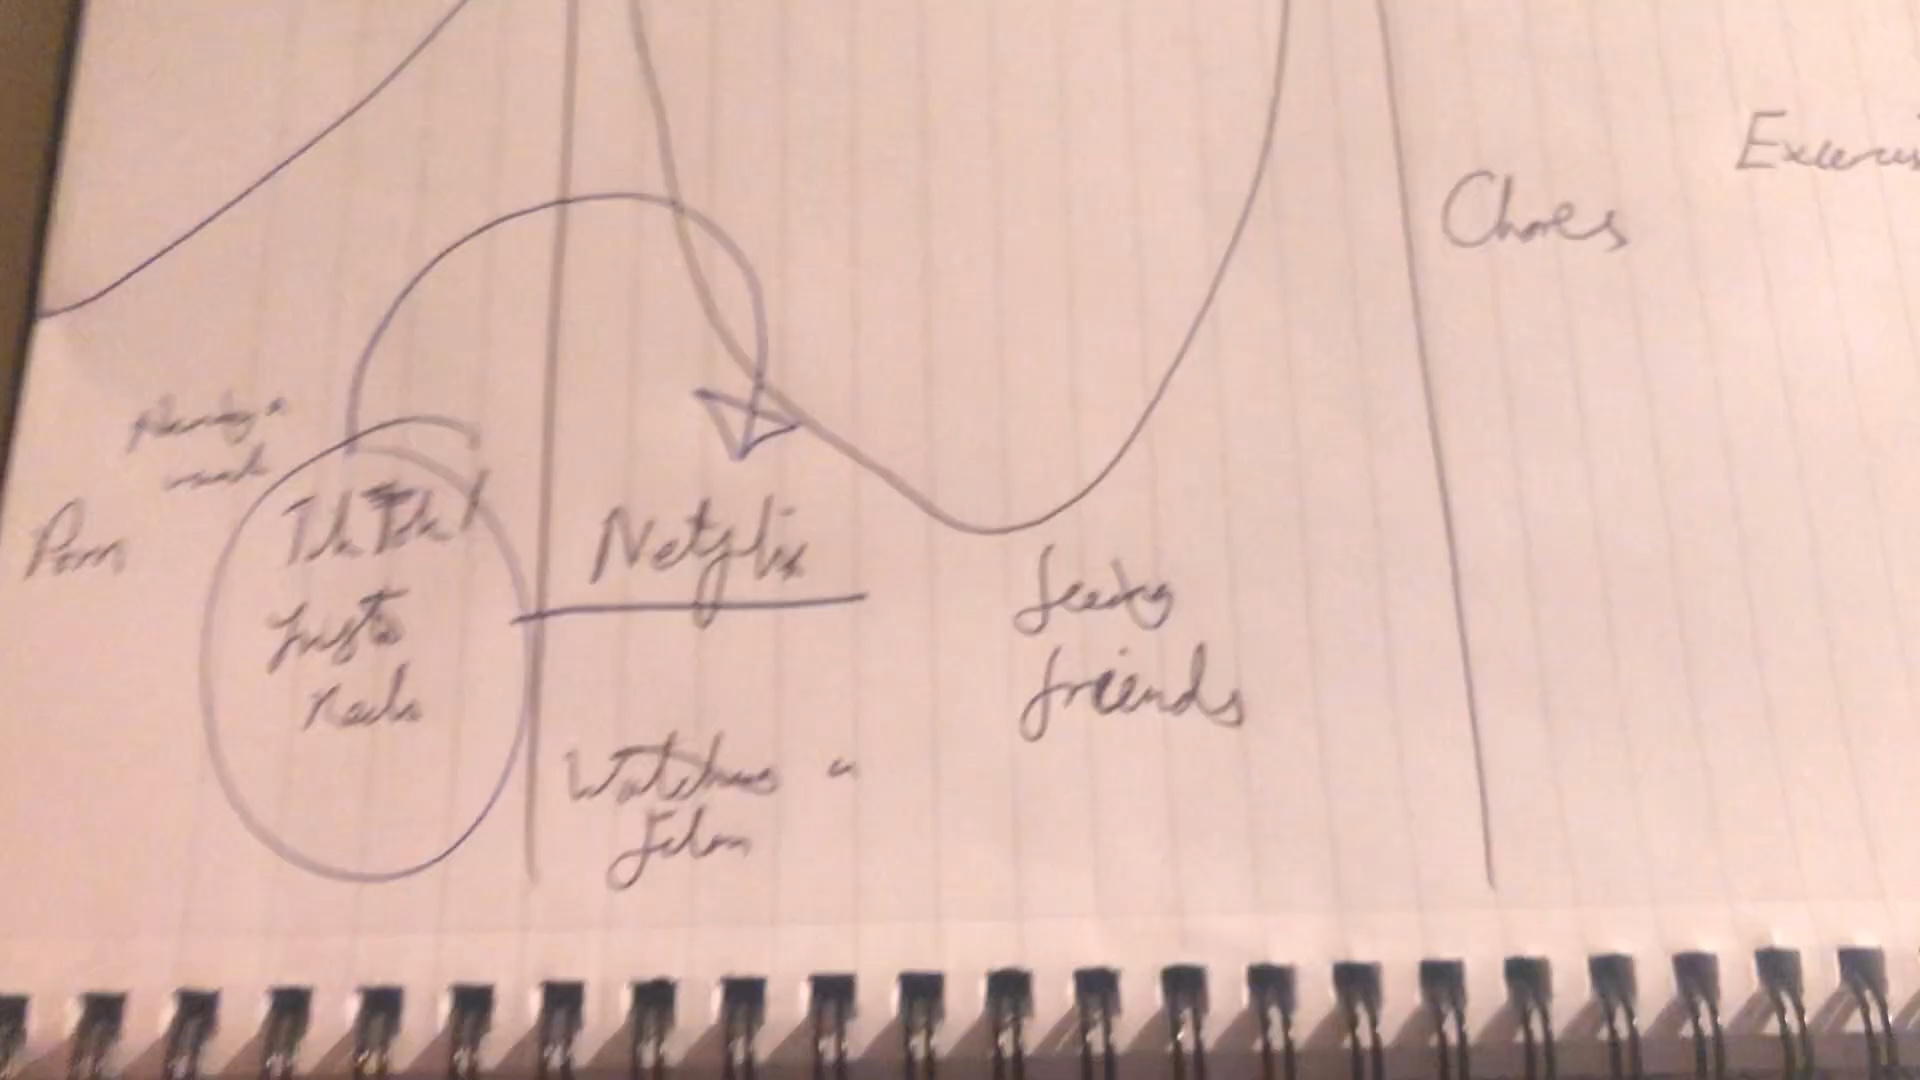 Exercis
Chores
Porn
TikTok /
Insta
Reels
Netflix
Seeing
friends
Watching a
Film